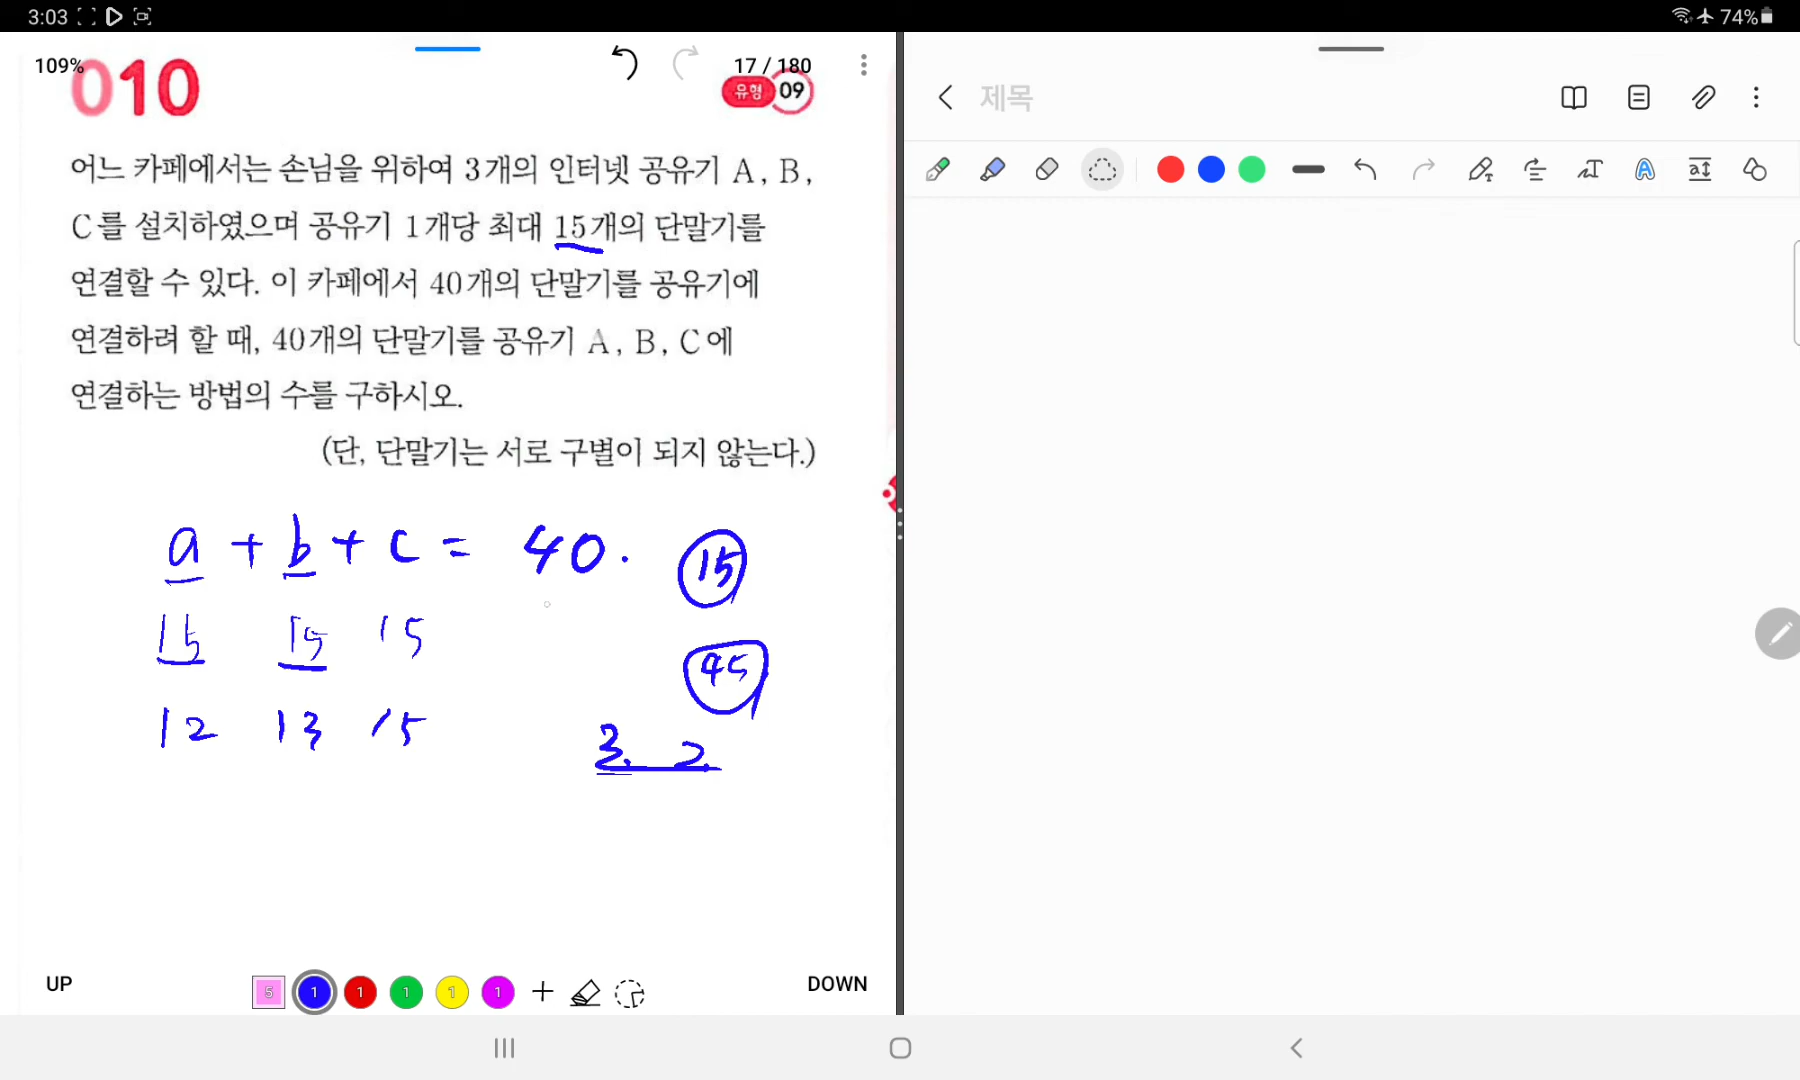 3:03
74%
109%
010
17 / 180
유형 09
어느 카페에서는 손님을 위하여 3개의 인터넷 공유기 A, B,
C를 설치하였으며 공유기 1개당 최대 15개의 단말기를
연결할 수 있다. 이 카페에서 40개의 단말기를 공유기에
연결하려 할 때, 40개의 단말기를 공유기 A, B, C에
연결하는 방법의 수를 구하시오.
(단, 단말기는 서로 구별이 되지 않는다.)
a + b + c = 40. 15
15 15 15
45
12 13 15
3. 2.
UP
5 1 1 1 1 1
DOWN
제목